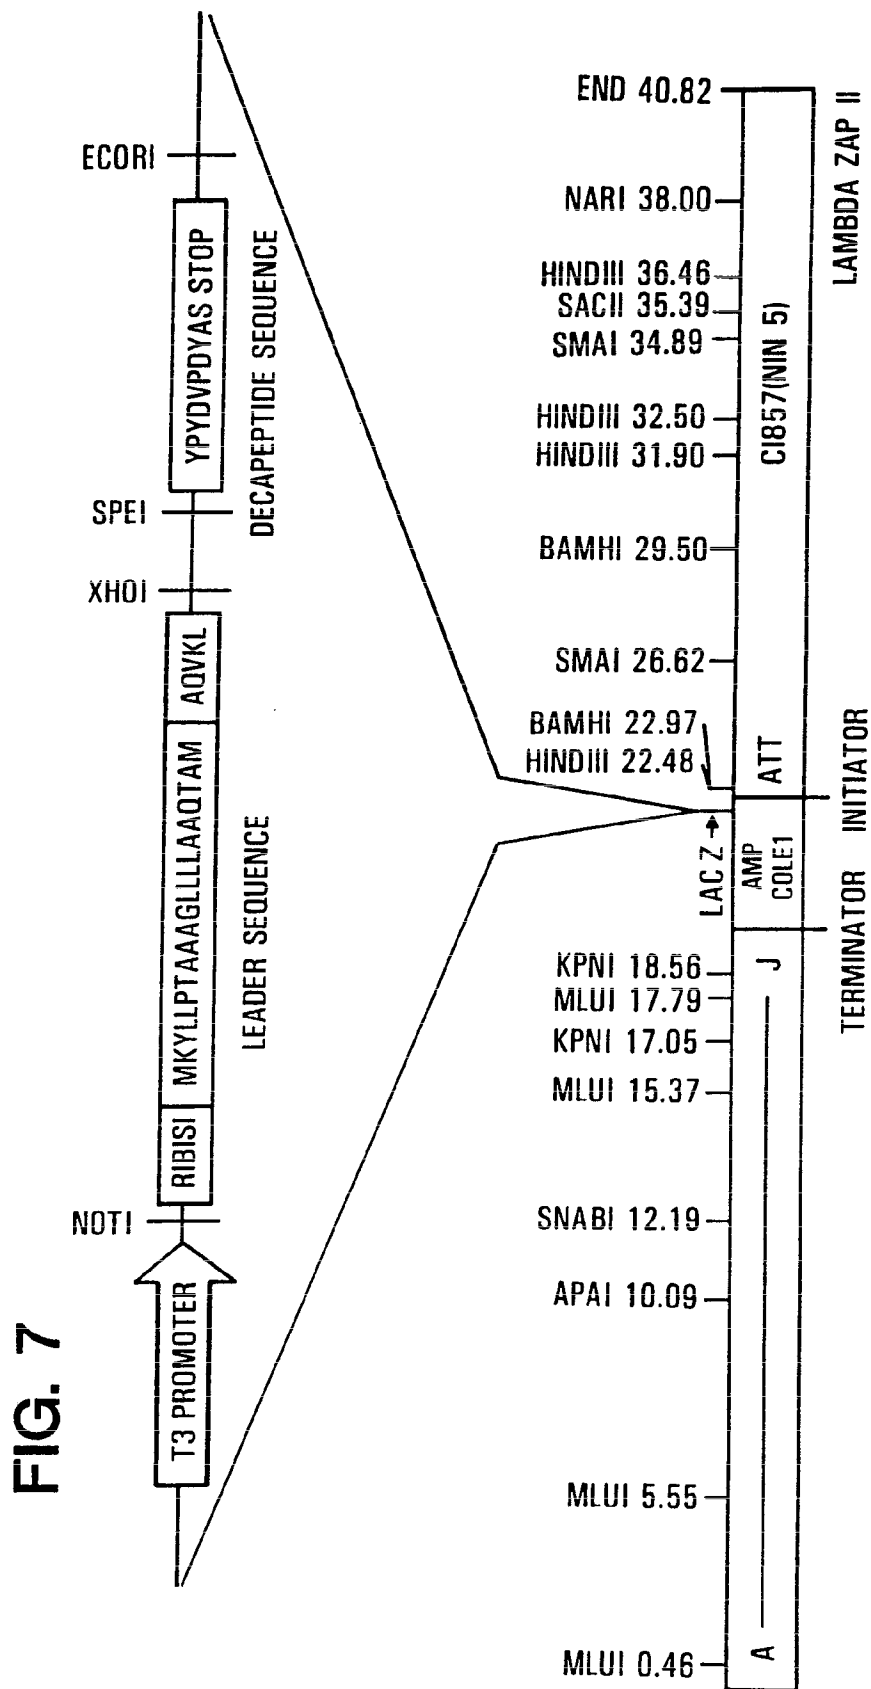 FIG. 7
T3 PROMOTER
NOTI
RIBISI
MKYLLPTAAAGLLLLAAQTAM
AQVKL
LEADER SEQUENCE
XHOI
SPEI
YPYDVPDYAS STOP
DECAPEPTIDE SEQUENCE
ECORI
END 40.82
NARI 38.00
HINDIII 36.46
SACII 35.39
SMAI 34.89
HINDIII 32.50
HINDIII 31.90
BAMHI 29.50
SMAI 26.62
BAMHI 22.97
HINDIII 22.48
LAC Z
KPNI 18.56
MLUI 17.79
KPNI 17.05
MLUI 15.37
SNABI 12.19
APAI 10.09
MLUI 5.55
MLUI 0.46
A
J
AMP
COLE1
ATT
CI857(NIN 5)
TERMINATOR
INITIATOR
LAMBDA ZAP II